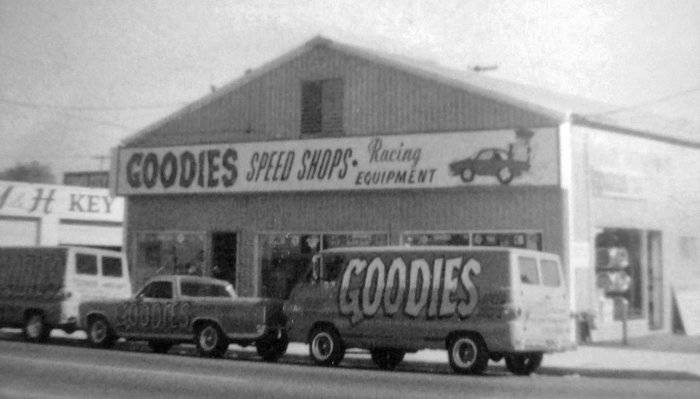 GOODIES SPEED SHOPS • Racing
EQUIPMENT
M & H KEY
GOODIES
GOODIES